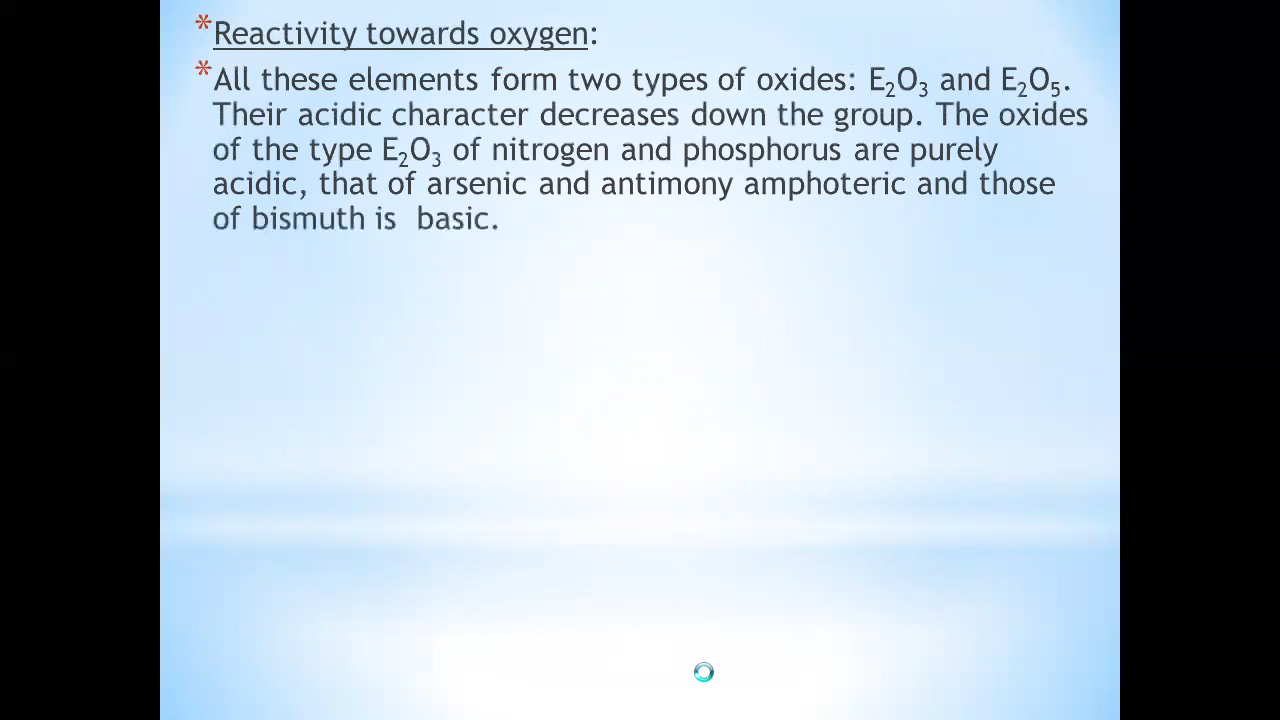 *Reactivity towards oxygen:
*All these elements form two types of oxides: E₂O₃ and E₂O₅.
Their acidic character decreases down the group. The oxides
of the type E₂O₃ of nitrogen and phosphorus are purely
acidic, that of arsenic and antimony amphoteric and those
of bismuth is  basic.